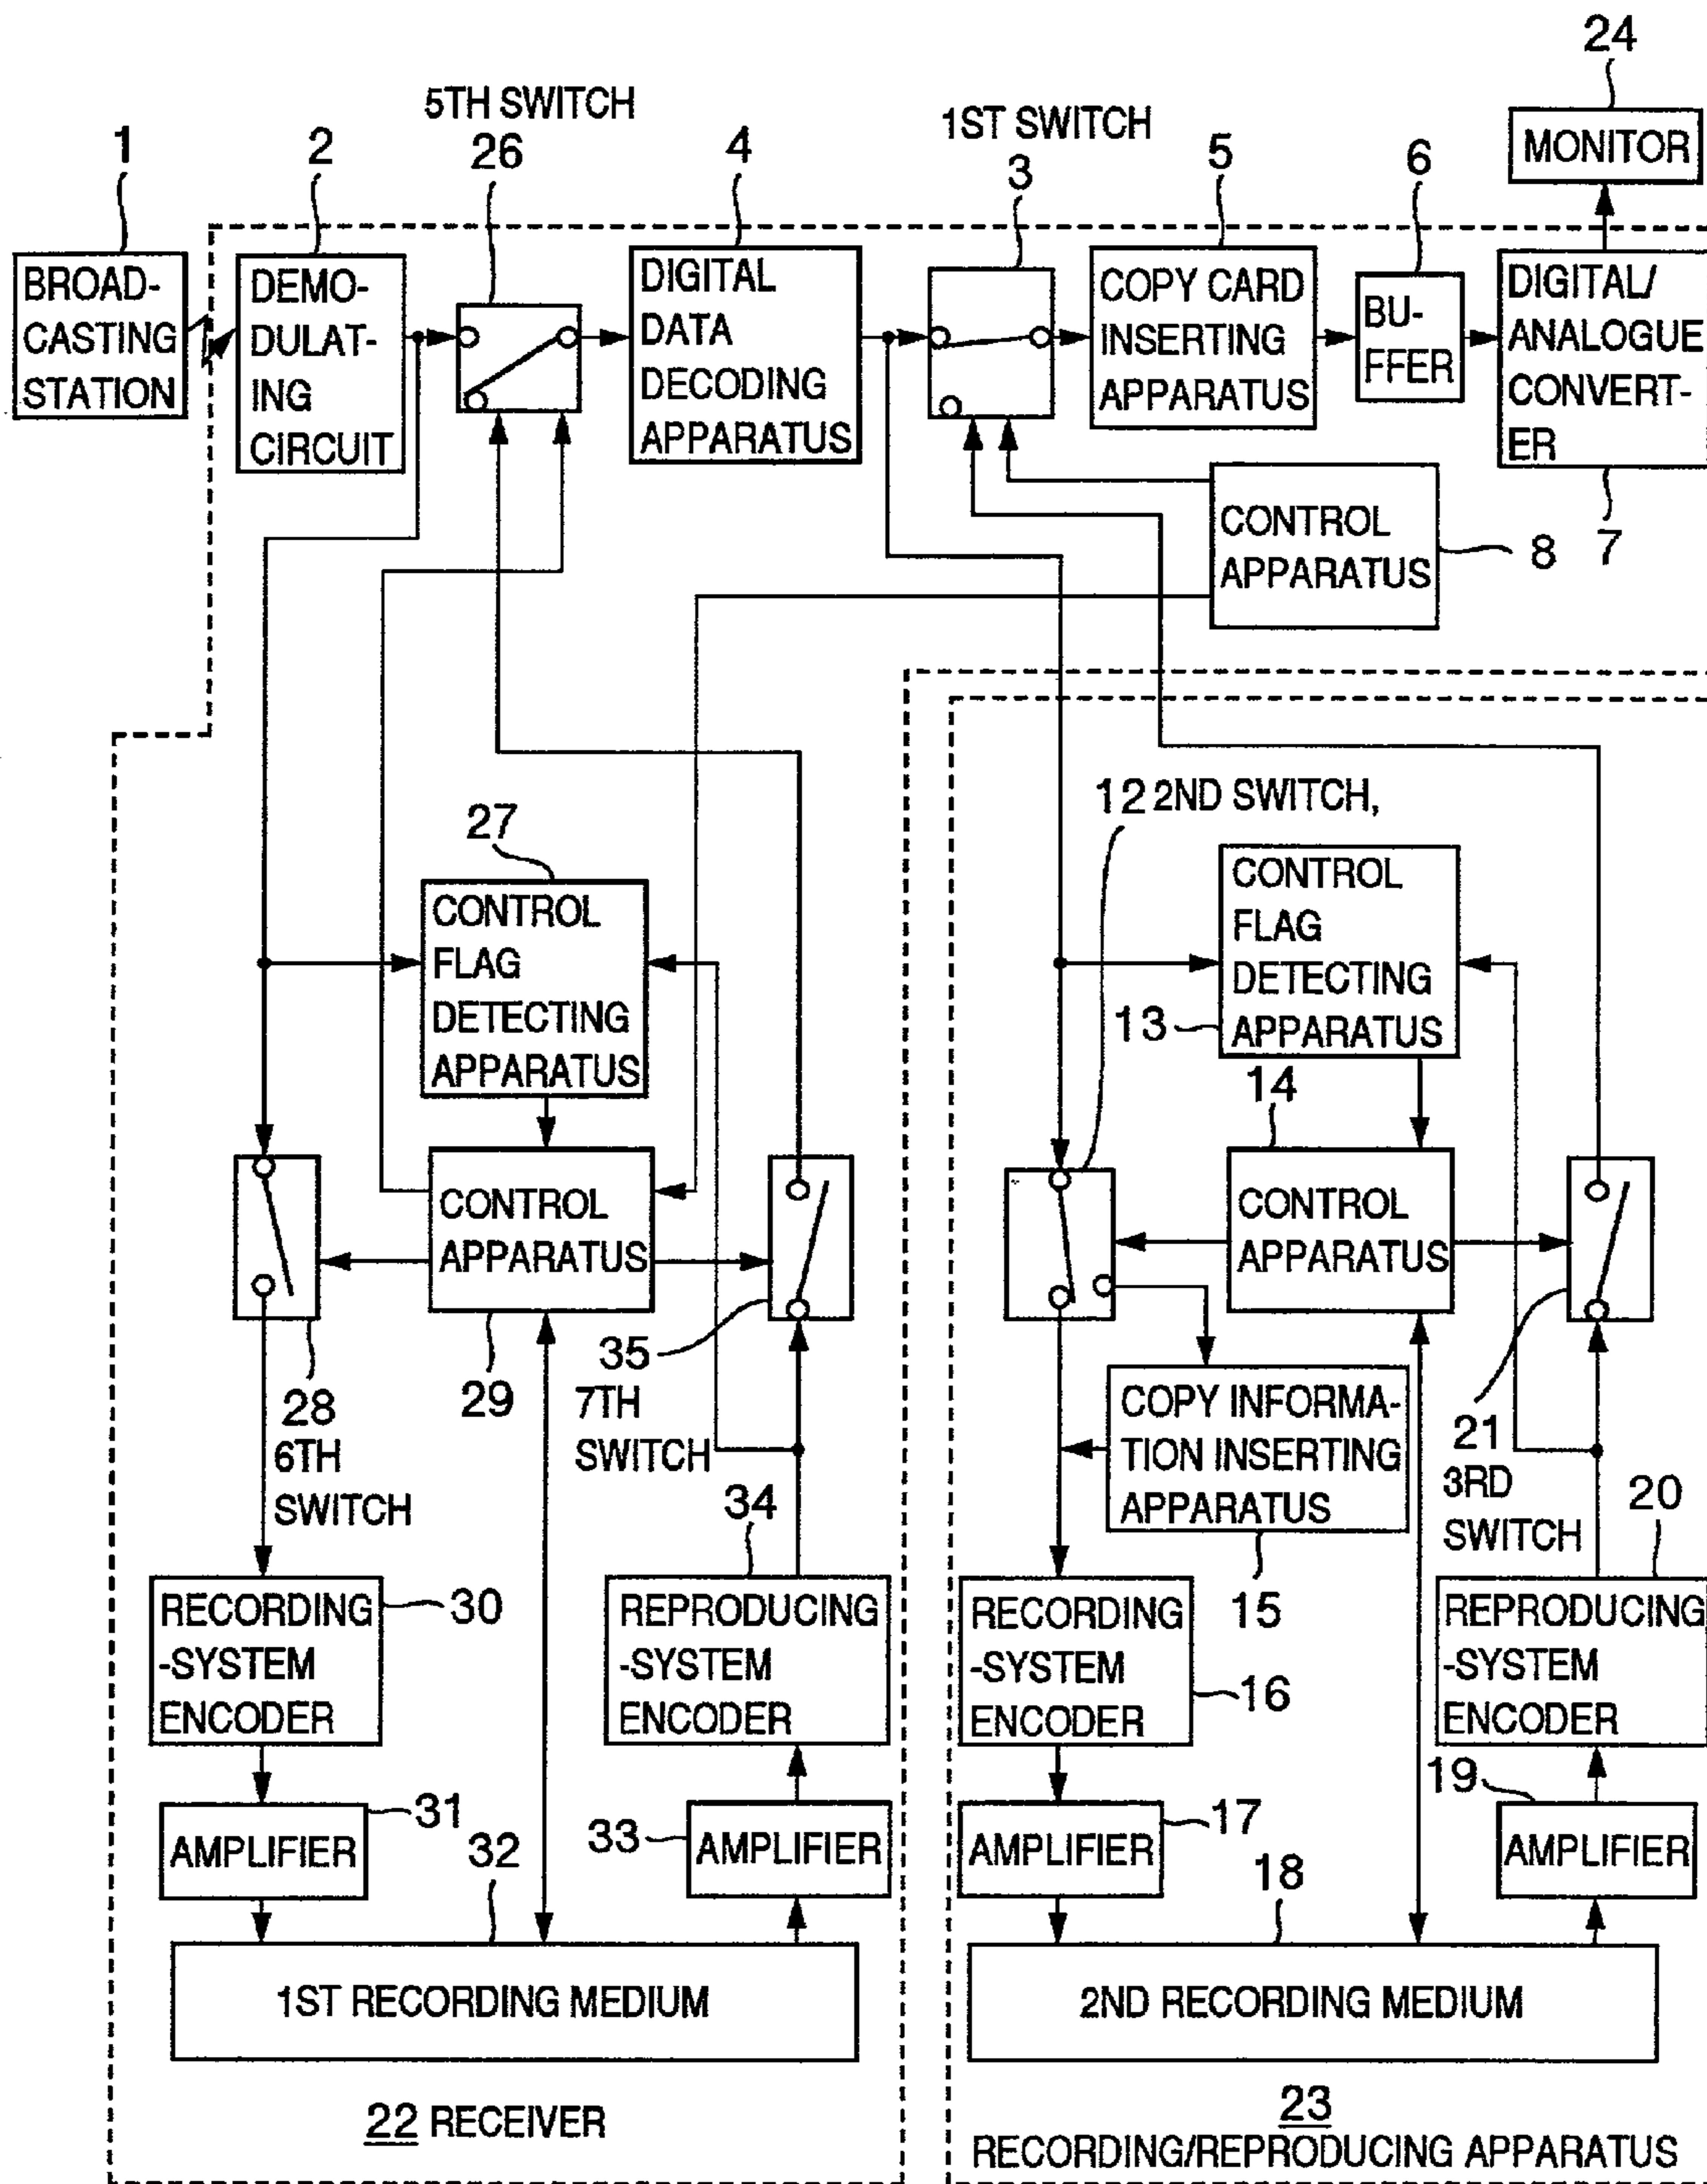 24
MONITOR
5TH SWITCH
26
1ST SWITCH
3
1
2
4
5
6
BROAD-
CASTING
STATION
DEMO-
DULAT-
ING
CIRCUIT
DIGITAL
DATA
DECODING
APPARATUS
COPY CARD
INSERTING
APPARATUS
BU-
FFER
DIGITAL/
ANALOGUE
CONVERT-
ER
7
CONTROL
APPARATUS
8
12 2ND SWITCH,
27
CONTROL
FLAG
DETECTING
APPARATUS
CONTROL
FLAG
DETECTING
APPARATUS
13
14
CONTROL
APPARATUS
29
CONTROL
APPARATUS
28
6TH
SWITCH
35
7TH
SWITCH
COPY INFORMA-
TION INSERTING
APPARATUS
15
21
3RD
SWITCH
20
34
RECORDING
-SYSTEM
ENCODER
30
REPRODUCING
-SYSTEM
ENCODER
RECORDING
-SYSTEM
ENCODER
16
REPRODUCING
-SYSTEM
ENCODER
AMPLIFIER
31
33
AMPLIFIER
AMPLIFIER
17
19
AMPLIFIER
32
18
1ST RECORDING MEDIUM
2ND RECORDING MEDIUM
22 RECEIVER
23
RECORDING/REPRODUCING APPARATUS